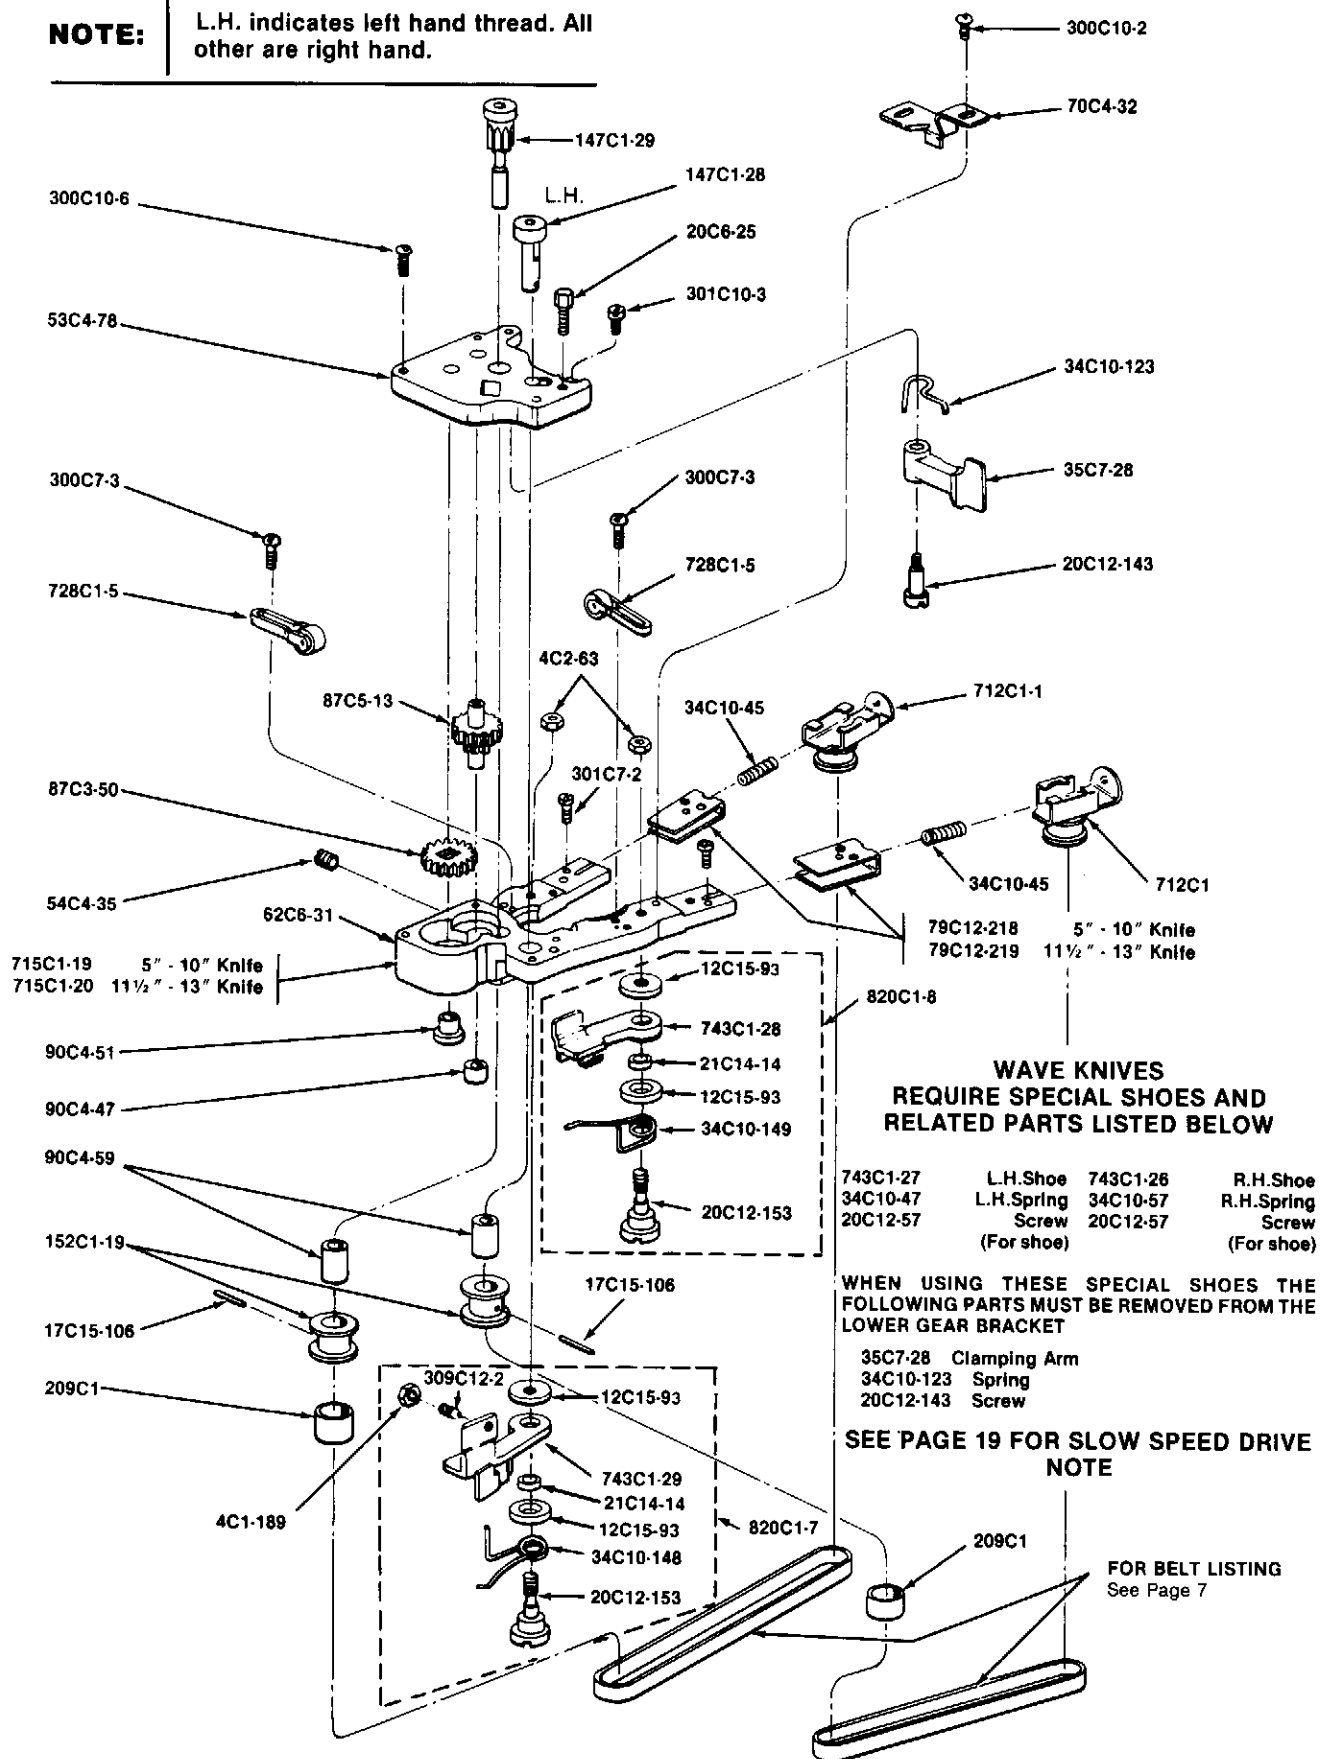 NOTE:
L.H. indicates left hand thread. All
other are right hand.
300C10-2
70C4-32
147C1-29
147C1-28
L.H.
300C10-6
20C6-25
301C10-3
53C4-78
34C10-123
300C7-3
300C7-3
35C7-28
728C1-5
728C1-5
20C12-143
4C2-63
87C5-13
34C10-45
712C1-1
301C7-2
87C3-50
34C10-45
712C1
54C4-35
62C6-31
79C12-218 5" - 10" Knife
79C12-219 11½" - 13" Knife
715C1-19 5" - 10" Knife
715C1-20 11½" - 13" Knife
12C15-93
820C1-8
743C1-28
90C4-51
21C14-14
90C4-47
12C15-93
34C10-149
90C4-59
20C12-153
152C1-19
17C15-106
17C15-106
WAVE KNIVES
REQUIRE SPECIAL SHOES AND
RELATED PARTS LISTED BELOW
743C1-27 L.H.Shoe 743C1-26 R.H.Shoe
34C10-47 L.H.Spring 34C10-57 R.H.Spring
20C12-57 Screw 20C12-57 Screw
(For shoe) (For shoe)
WHEN USING THESE SPECIAL SHOES THE
FOLLOWING PARTS MUST BE REMOVED FROM THE
LOWER GEAR BRACKET
35C7-28 Clamping Arm
34C10-123 Spring
20C12-143 Screw
SEE PAGE 19 FOR SLOW SPEED DRIVE
NOTE
209C1
309C12-2
12C15-93
743C1-29
4C1-189
21C14-14
12C15-93
820C1-7
34C10-148
20C12-153
209C1
FOR BELT LISTING
See Page 7